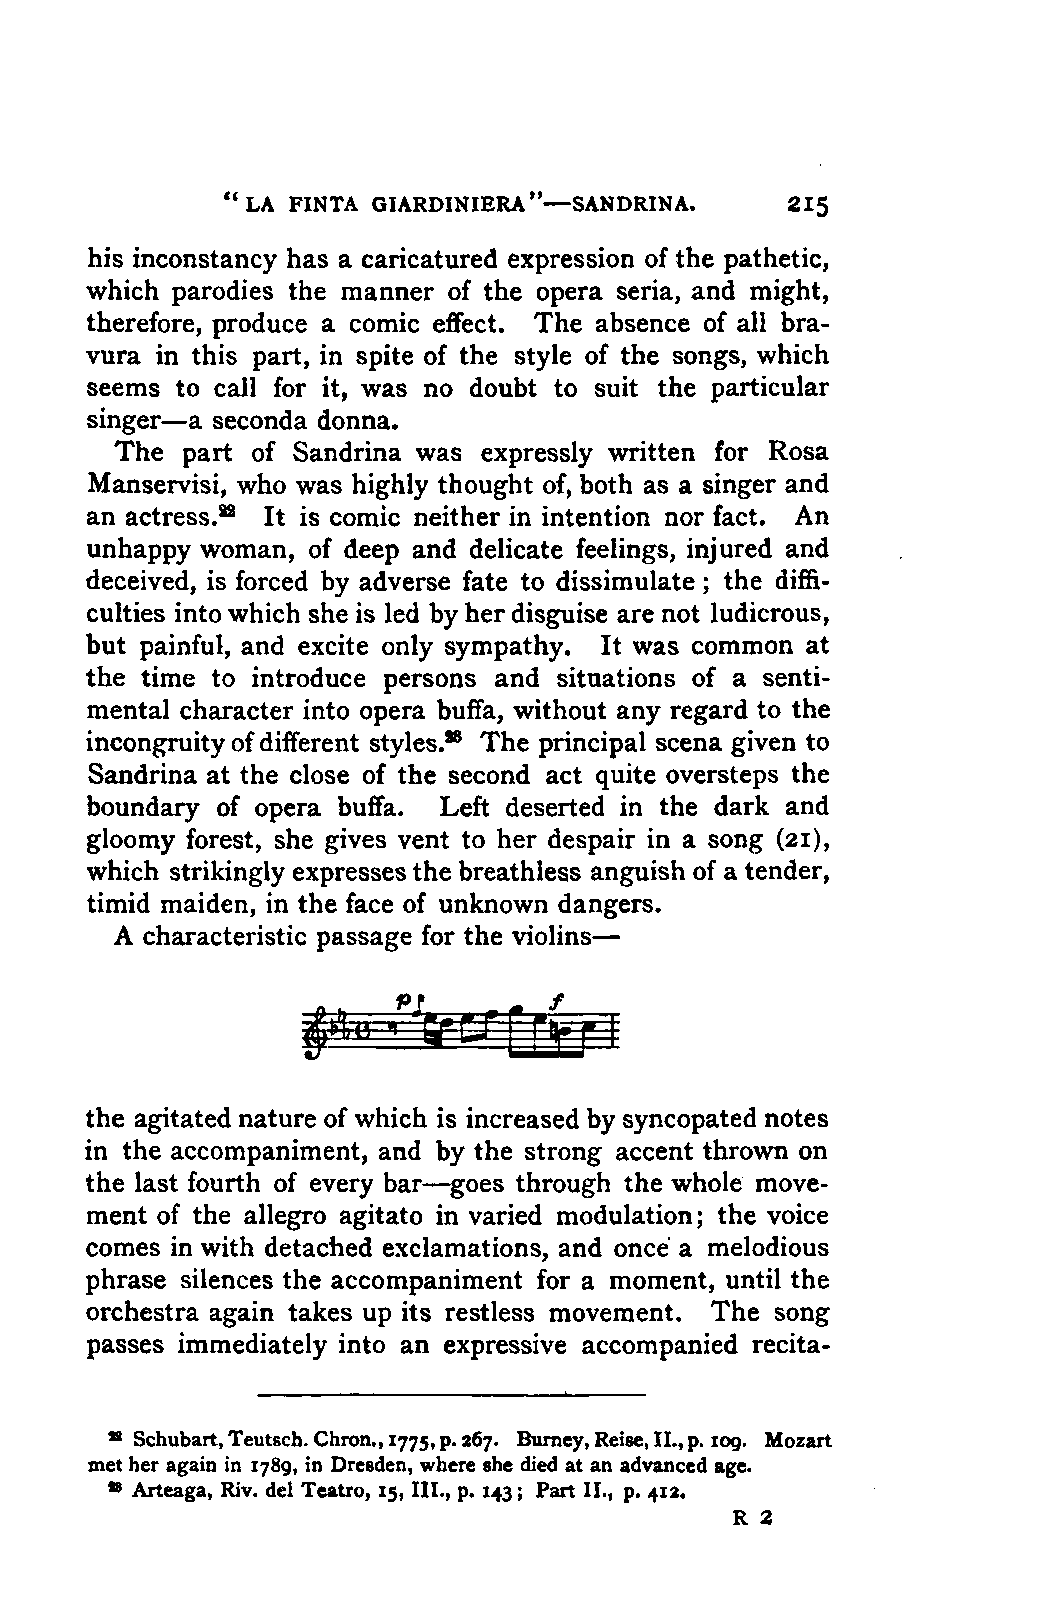 "LA FINTA GIARDINIERA"—SANDRINA. 215
his inconstancy has a caricatured expression of the pathetic,
which parodies the manner of the opera seria, and might,
therefore, produce a comic effect. The absence of all bra-
vura in this part, in spite of the style of the songs, which
seems to call for it, was no doubt to suit the particular
singer—a seconda donna.
The part of Sandrina was expressly written for Rosa
Manservisi, who was highly thought of, both as a singer and
an actress.²² It is comic neither in intention nor fact. An
unhappy woman, of deep and delicate feelings, injured and
deceived, is forced by adverse fate to dissimulate; the diffi-
culties into which she is led by her disguise are not ludicrous,
but painful, and excite only sympathy. It was common at
the time to introduce persons and situations of a senti-
mental character into opera buffa, without any regard to the
incongruity of different styles.²³ The principal scena given to
Sandrina at the close of the second act quite oversteps the
boundary of opera buffa. Left deserted in the dark and
gloomy forest, she gives vent to her despair in a song (21),
which strikingly expresses the breathless anguish of a tender,
timid maiden, in the face of unknown dangers.
A characteristic passage for the violins—
p f
the agitated nature of which is increased by syncopated notes
in the accompaniment, and by the strong accent thrown on
the last fourth of every bar—goes through the whole move-
ment of the allegro agitato in varied modulation; the voice
comes in with detached exclamations, and once a melodious
phrase silences the accompaniment for a moment, until the
orchestra again takes up its restless movement. The song
passes immediately into an expressive accompanied recita-
²² Schubart, Teutsch. Chron., 1775, p. 267. Burney, Reise, II., p. 109. Mozart
met her again in 1789, in Dresden, where she died at an advanced age.
²³ Arteaga, Riv. del Teatro, 15, III., p. 143; Part II., p. 412.
R 2